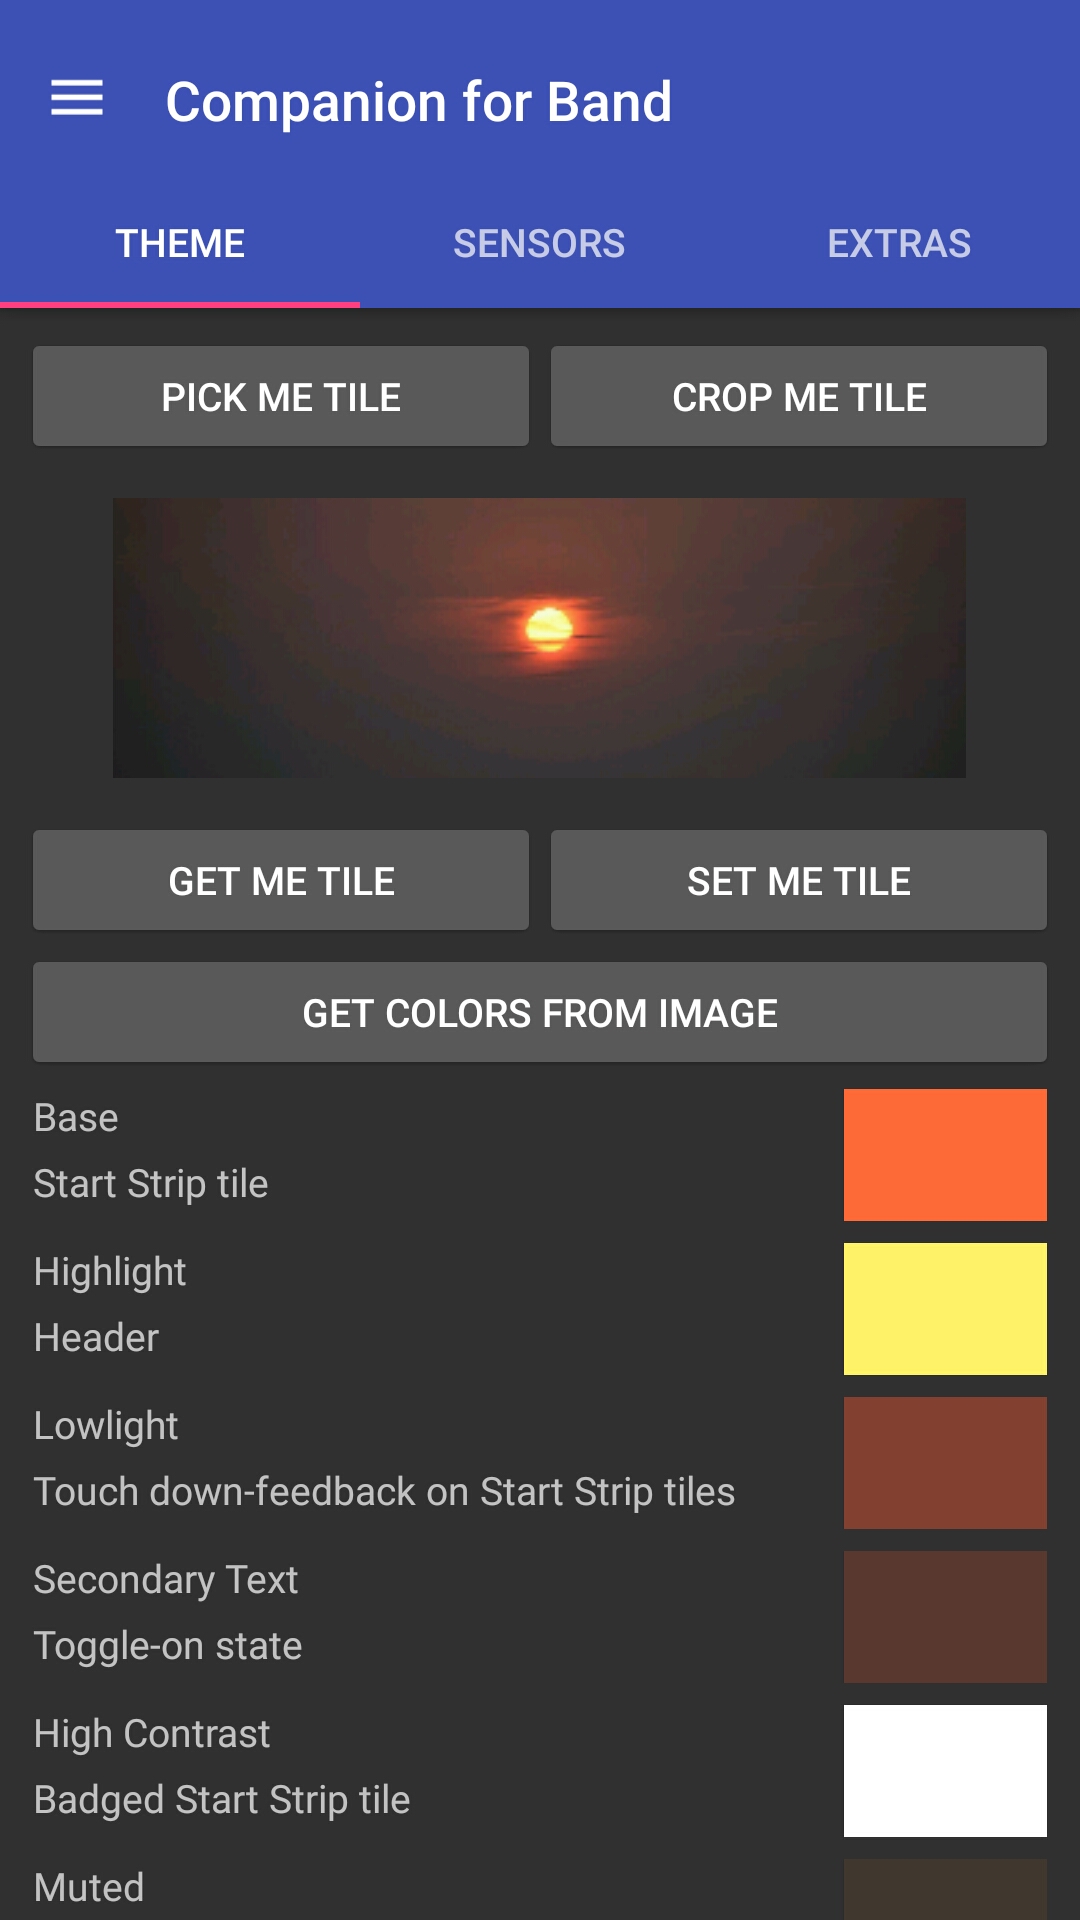 Companion for Band
THEME
SENSORS
EXTRAS
PICK ME TILE
CROP ME TILE
GET ME TILE
SET ME TILE
GET COLORS FROM IMAGE
Base
Start Strip tile
Highlight
Header
Lowlight
Touch down-feedback on Start Strip tiles
Secondary Text
Toggle-on state
High Contrast
Badged Start Strip tile
Muted